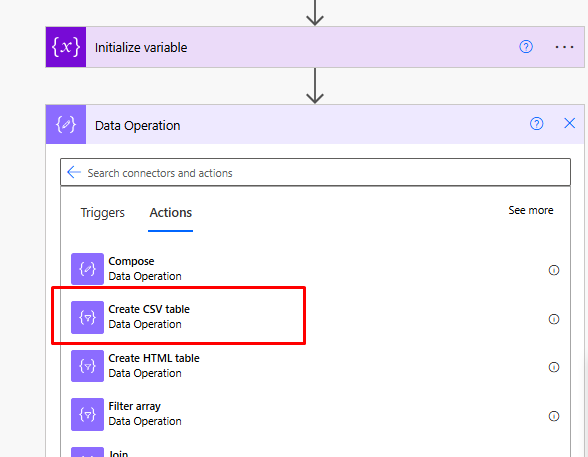 {x} Initialize variable
Data Operation
Search connectors and actions
Triggers Actions See more
Compose
Data Operation
Create CSV table
Data Operation
Create HTML table
Data Operation
Filter array
Data Operation
Join